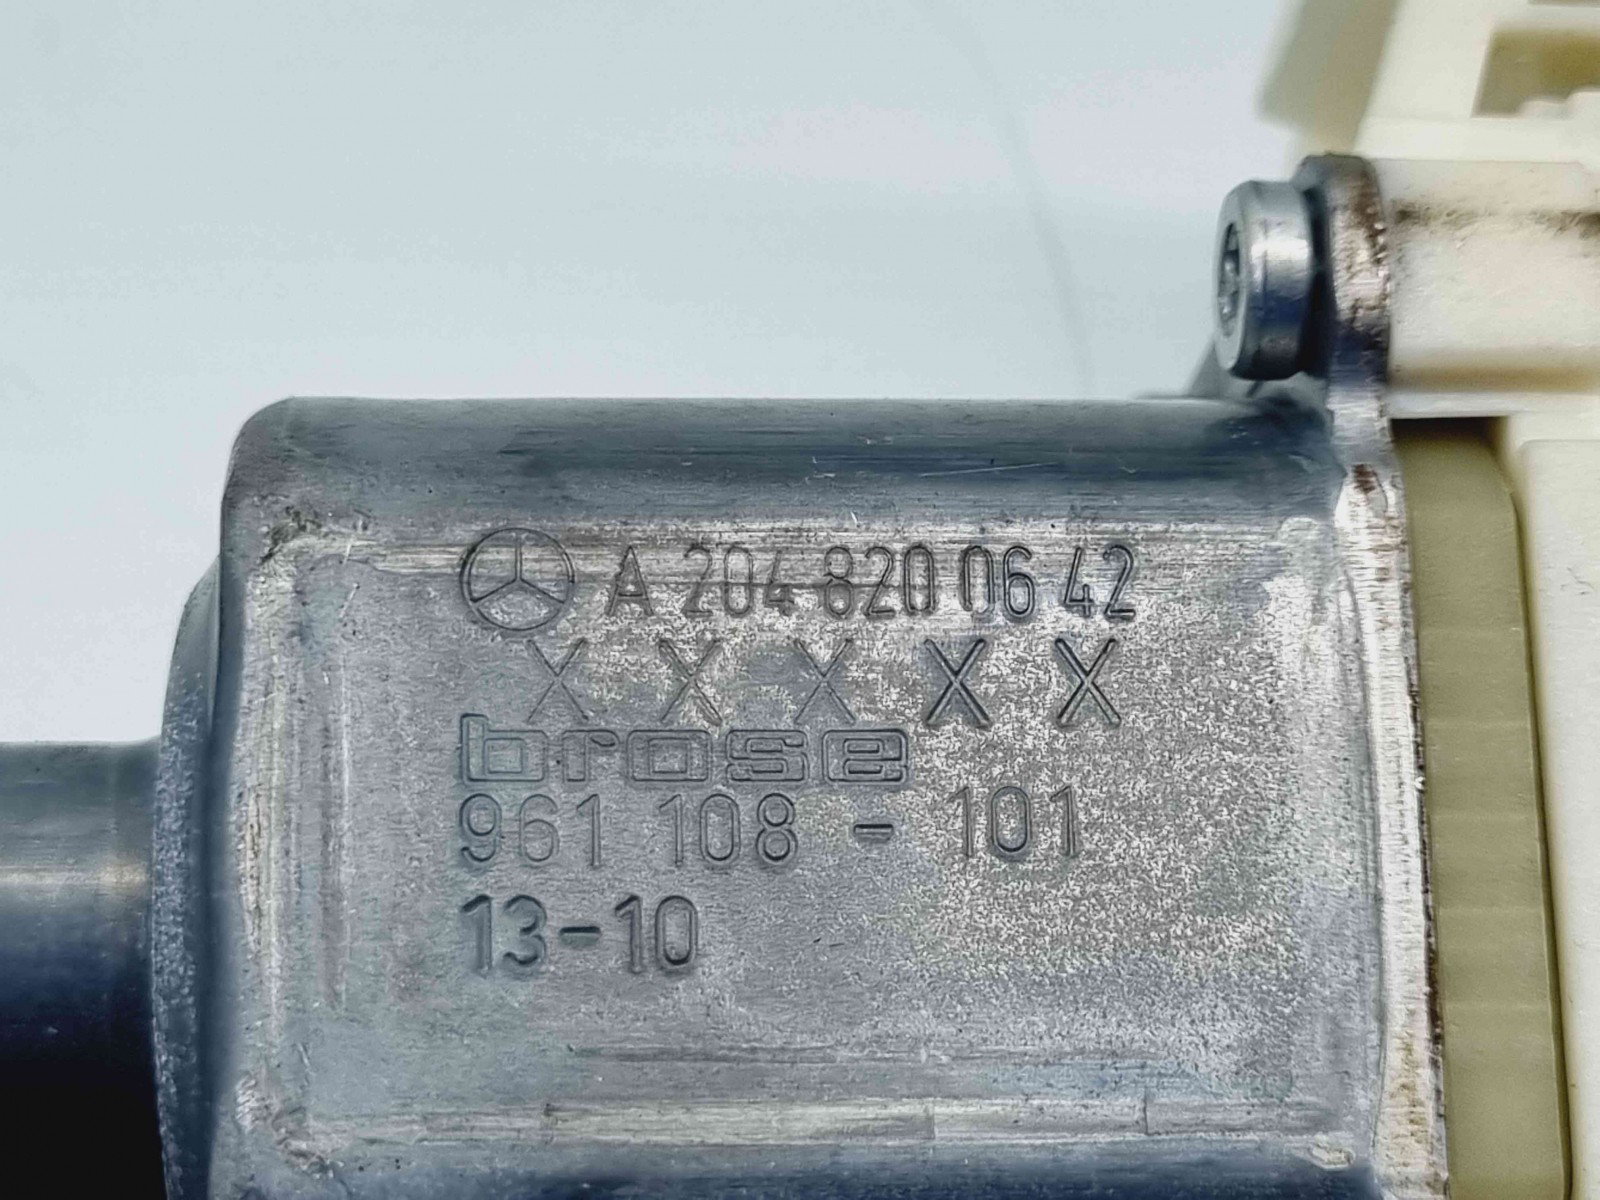 A 204 820 06 42
X X X X X
brose
961 108 - 101
13-10